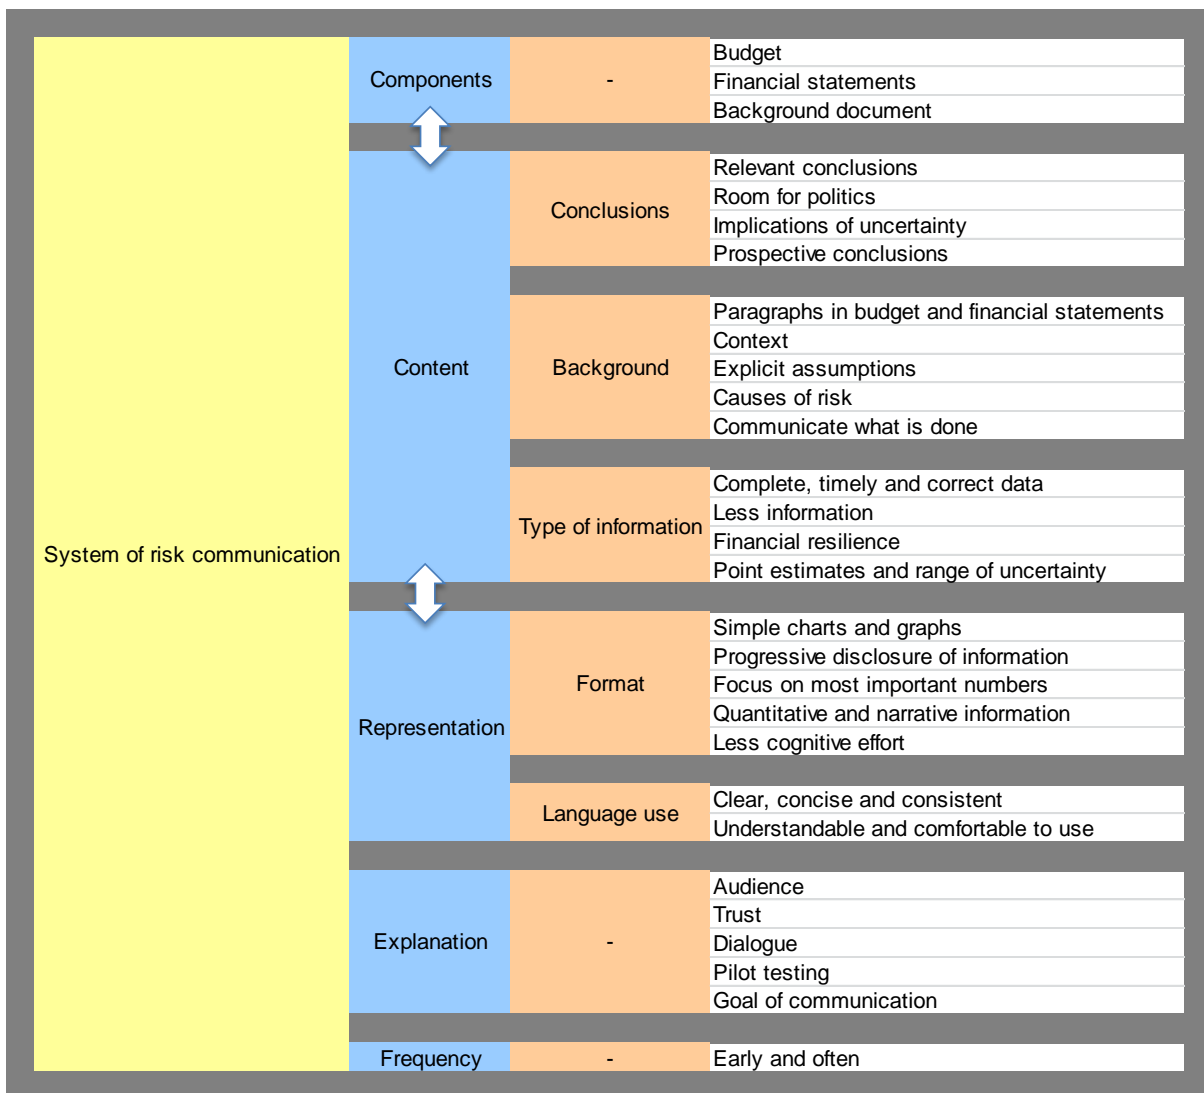 System of risk communication
Components
-
Budget
Financial statements
Background document
Content
Conclusions
Relevant conclusions
Room for politics
Implications of uncertainty
Prospective conclusions
Background
Paragraphs in budget and financial statements
Context
Explicit assumptions
Causes of risk
Communicate what is done
Type of information
Complete, timely and correct data
Less information
Financial resilience
Point estimates and range of uncertainty
Representation
Format
Simple charts and graphs
Progressive disclosure of information
Focus on most important numbers
Quantitative and narrative information
Less cognitive effort
Language use
Clear, concise and consistent
Understandable and comfortable to use
Explanation
-
Audience
Trust
Dialogue
Pilot testing
Goal of communication
Frequency
-
Early and often